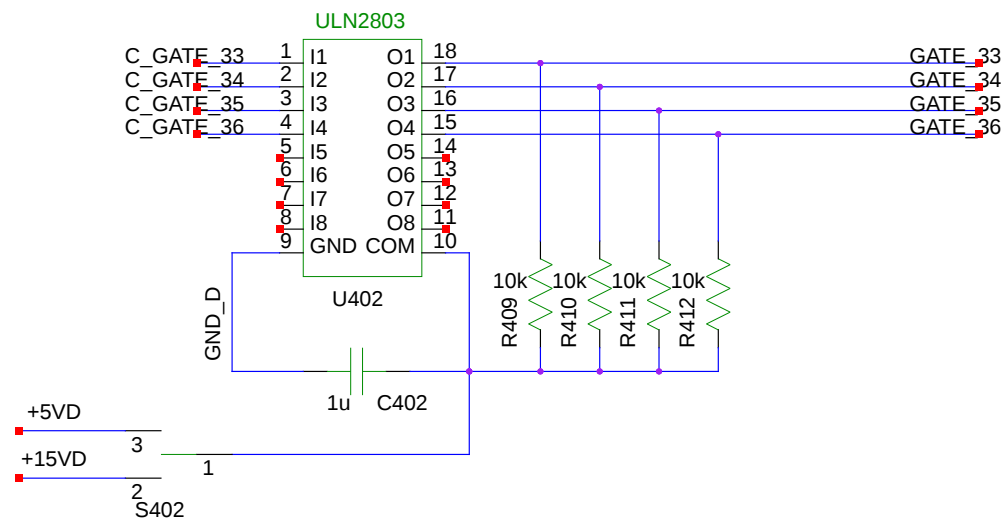 ULN2803
C_GATE_33 1 I1 O1 18 GATE_33
C_GATE_34 2 I2 O2 17 GATE_34
C_GATE_35 3 I3 O3 16 GATE_35
C_GATE_36 4 I4 O4 15 GATE_36
5 I5 O5 14
6 I6 O6 13
7 I7 O7 12
8 I8 O8 11
9 GND COM 10
10k 10k 10k 10k
U402
GND_D
R409 R410 R411 R412
1u C402
+5VD
3
+15VD
1
2
S402